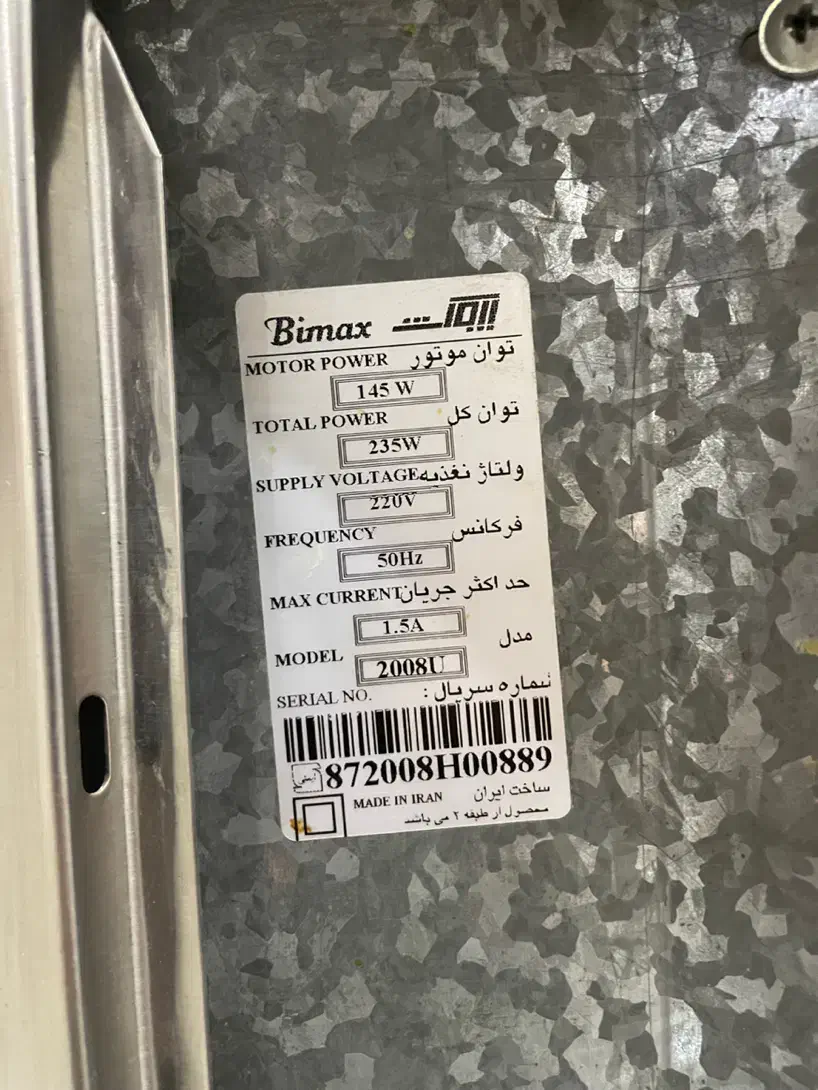 Bimax بیمکث
MOTOR POWER توان موتور
145 W
TOTAL POWER توان کل
235W
SUPPLY VOLTAGE ولتاژ تغذیه
220V
FREQUENCY فرکانس
50Hz
MAX CURRENT حداکثر جریان
1.5A
MODEL مدل
2008U
SERIAL NO. شماره سریال :
872008H00889
MADE IN IRAN ساخت ایران
محصول از طبقه ۲ می باشد